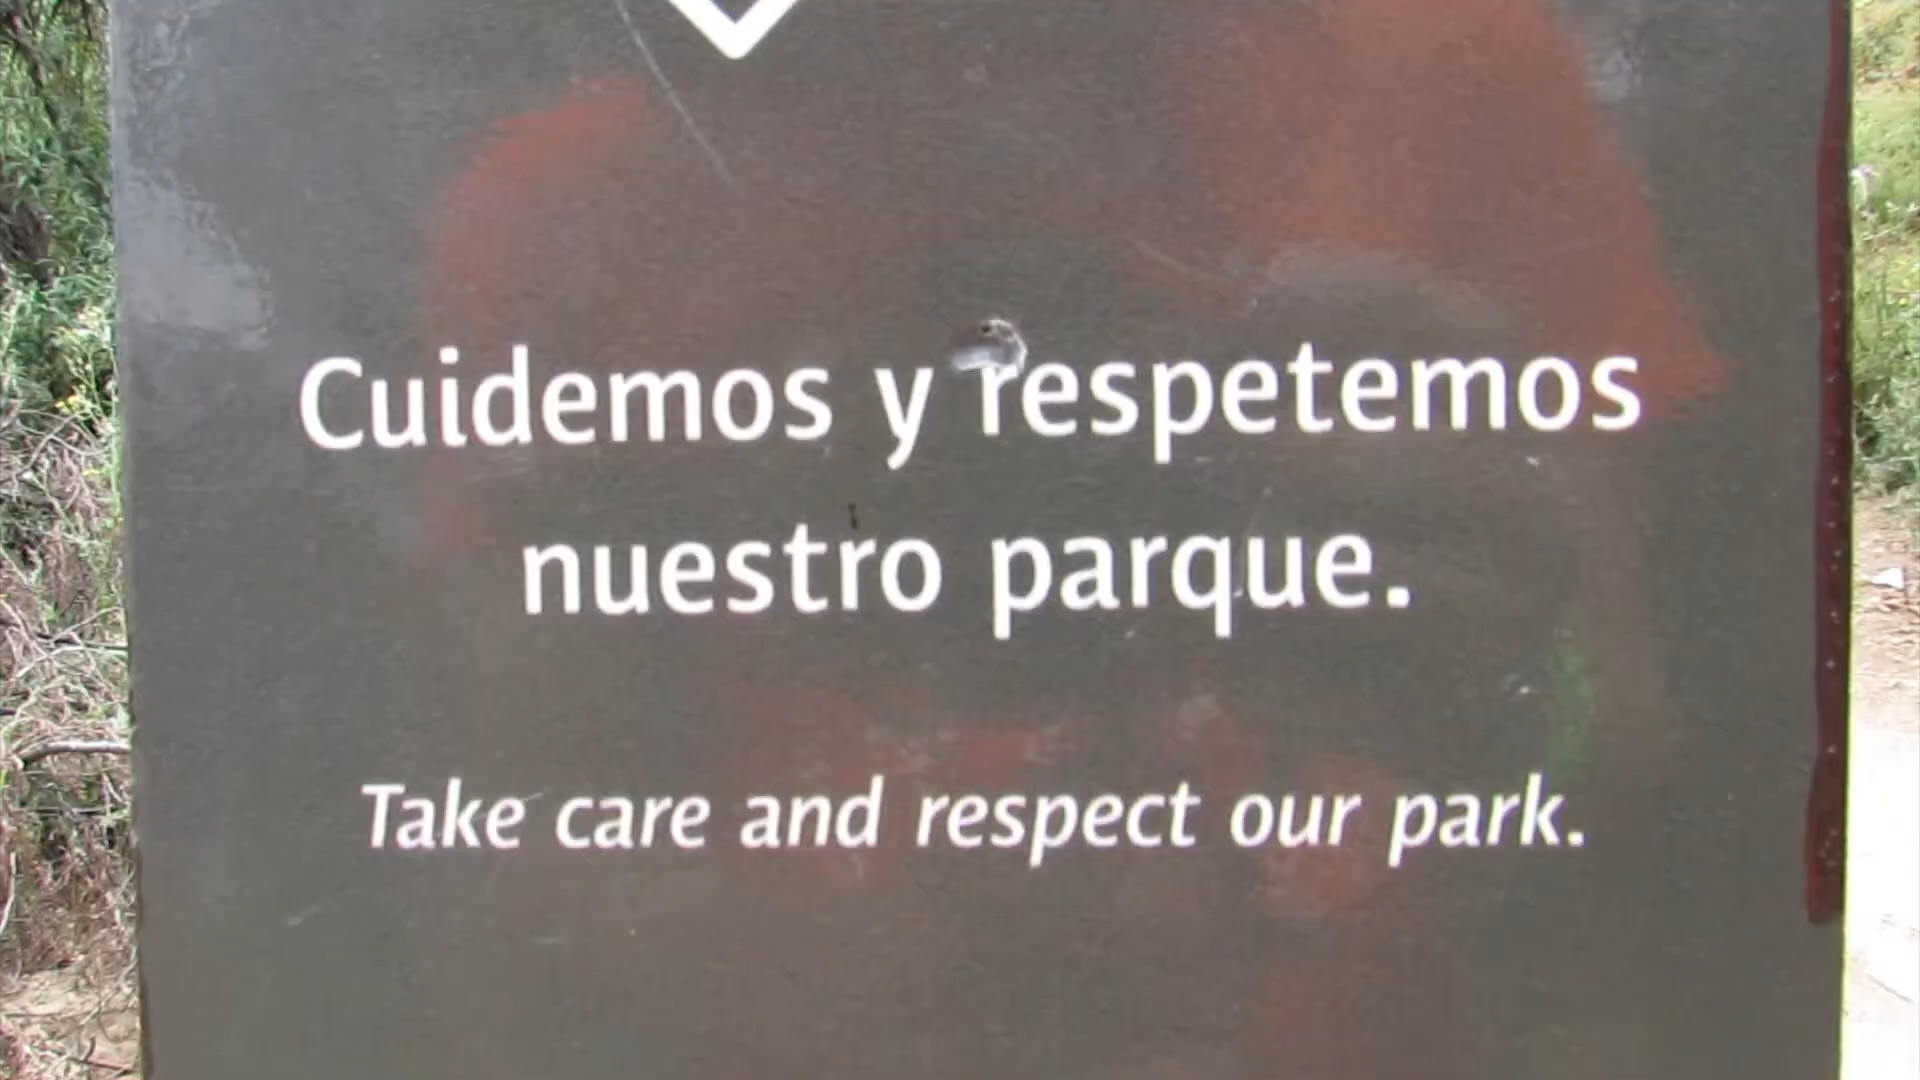 Cuidemos y respetemos
nuestro parque.
Take care and respect our park.